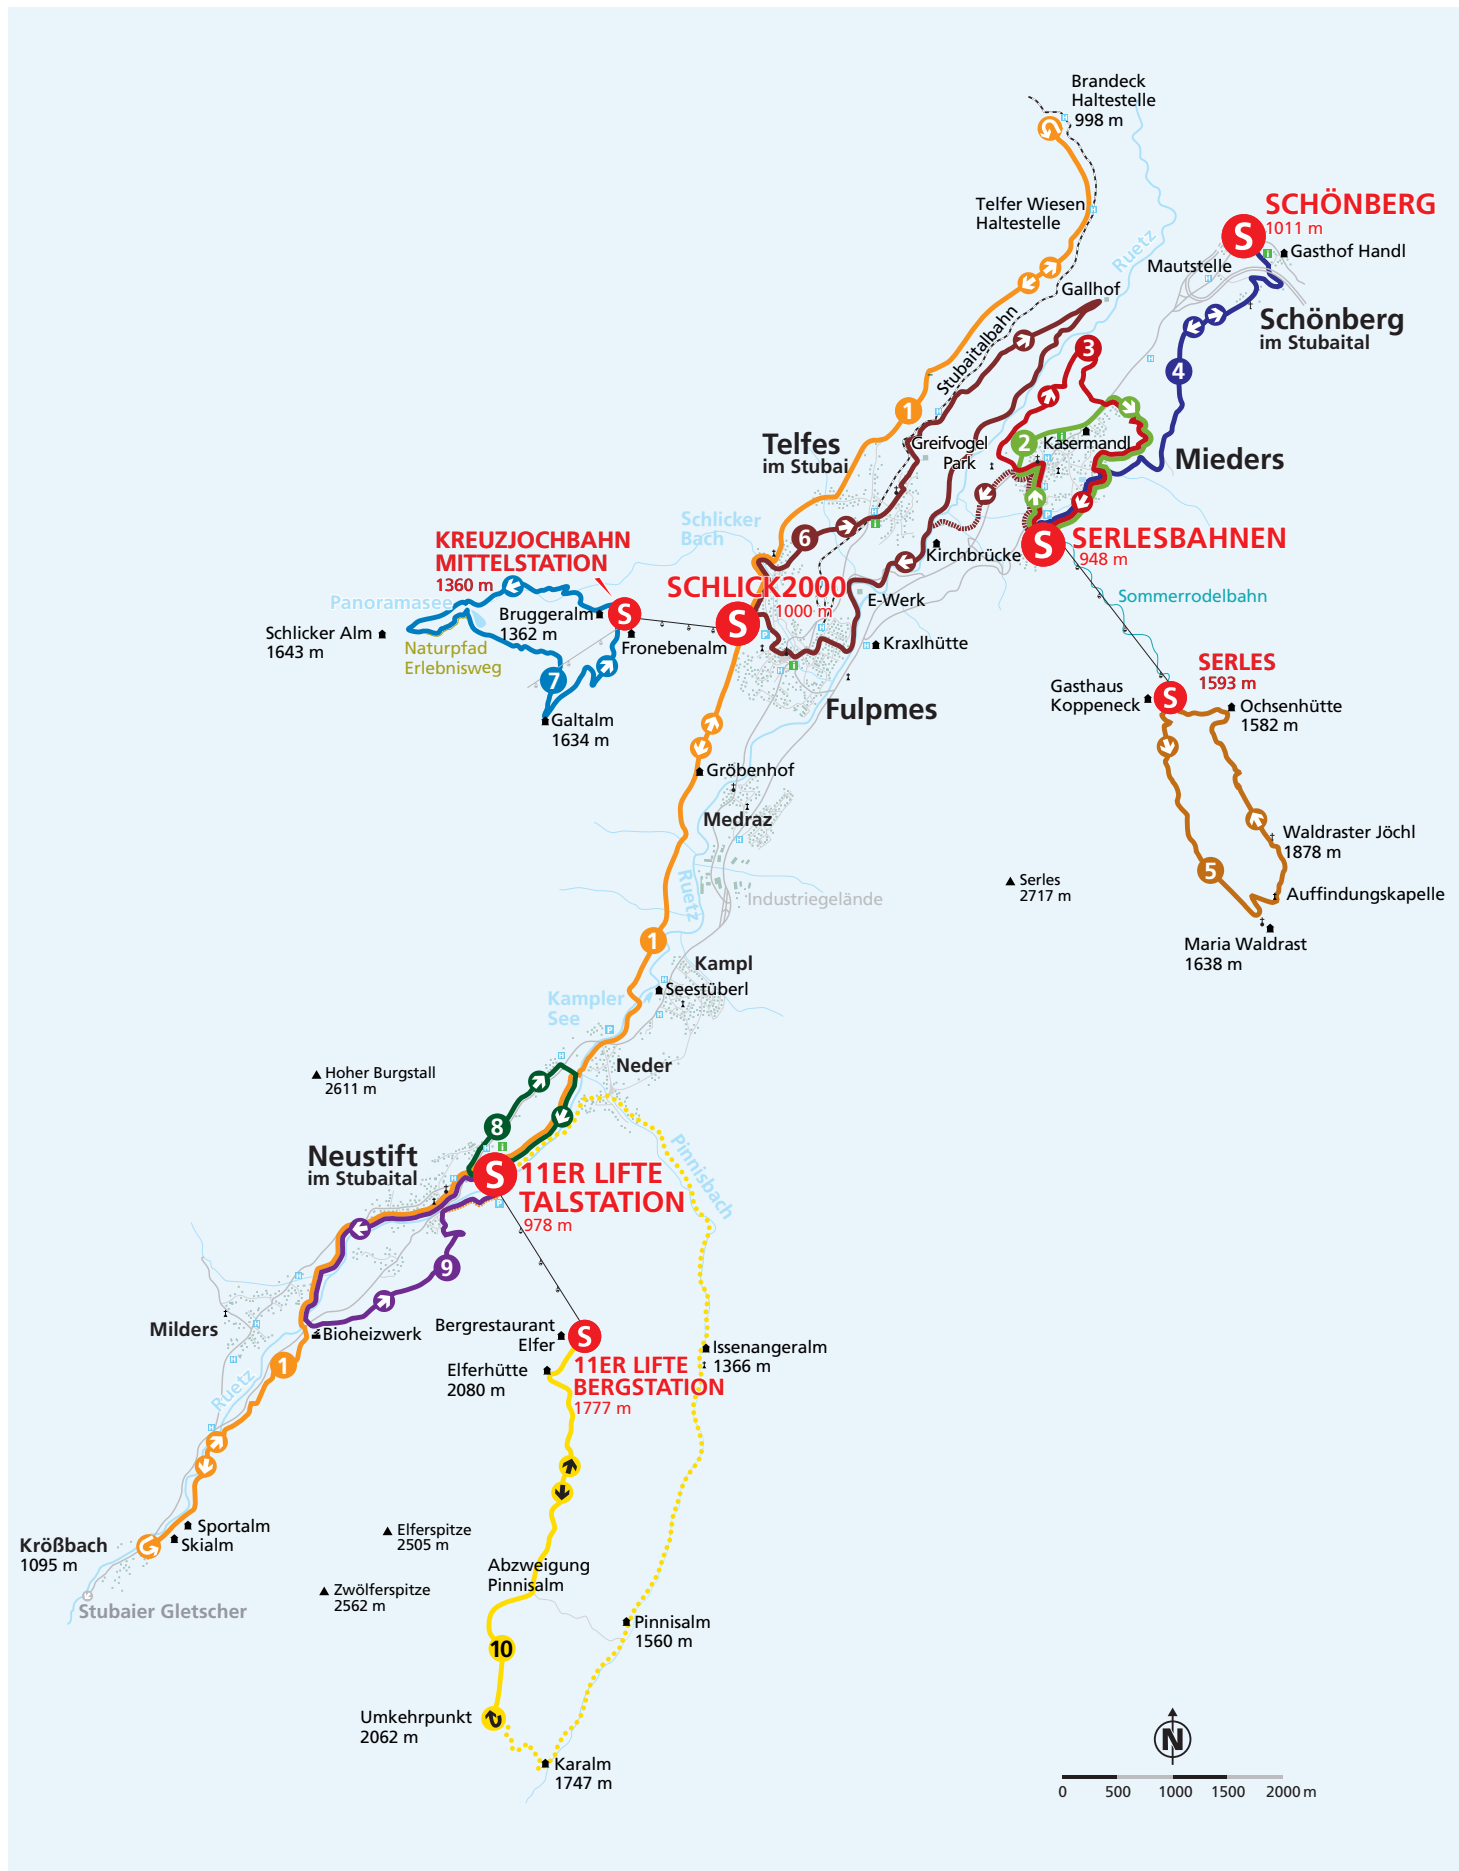 Brandeck
Haltestelle
998 m
Telfer Wiesen
Haltestelle
Ruetz
SCHÖNBERG
1011 m
S
Gasthof Handl
Mautstelle
Gallhof
Schönberg
im Stubaital
Stubaitalbahn
3
4
1
Telfes
im Stubai
Greifvogel
Park
2
Kasermandl
Mieders
Schlicker
Bach
6
KREUZJOCHBAHN
MITTELSTATION
1360 m
Kirchbrücke
S
SERLESBAHNEN
948 m
SCHLICK2000
1000 m
S
E-Werk
Sommerrodelbahn
Panoramasee
Bruggeralm
1362 m
S
Schlicker Alm
1643 m
Naturpfad
Erlebnisweg
Fronebenalm
Kraxlhütte
7
Galtalm
1634 m
Fulpmes
SERLES
1593 m
Gasthaus
Koppeneck
S
Ochsenhütte
1582 m
Gröbenhof
Medraz
Waldraster Jöchl
1878 m
5
Serles
2717 m
Auffindungskapelle
Ruetz
Industriegelände
Maria Waldrast
1638 m
1
Kampl
Seestüberl
Kampler
See
Neder
Hoher Burgstall
2611 m
8
Pinnisbach
Neustift
im Stubaital
S
11ER LIFTE
TALSTATION
978 m
9
Milders
Bioheizwerk
Bergrestaurant
Elfer
S
Elferhütte
2080 m
11ER LIFTE
BERGSTATION
1777 m
Issenangeralm
1366 m
1
Ruetz
Sportalm
Skialm
Krößbach
1095 m
Elferspitze
2505 m
Abzweigung
Pinnisalm
Zwölferspitze
2562 m
Stubaier Gletscher
Pinnisalm
1560 m
10
Umkehrpunkt
2062 m
Karalm
1747 m
N
0 500 1000 1500 2000 m